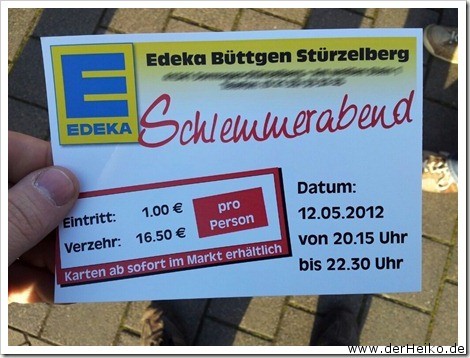 Edeka Büttgen Stürzelberg
E
EDEKA
Schlemmerabend
Eintritt: 1.00 €
Verzehr: 16.50 €
pro
Person
Karten ab sofort im Markt erhältlich
Datum:
12.05.2012
von 20.15 Uhr
bis 22.30 Uhr
www.derHeiko.de